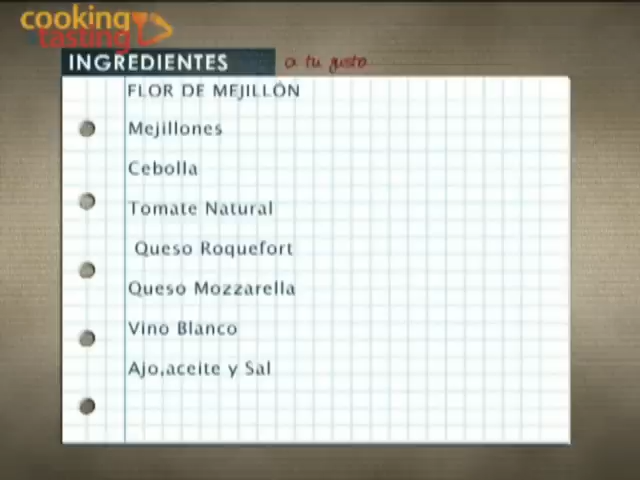 cooking
tasting
INGREDIENTES a tu gusto
FLOR DE MEJILLÓN
Mejillones
Cebolla
Tomate Natural
Queso Roquefort
Queso Mozzarella
Vino Blanco
Ajo,aceite y Sal